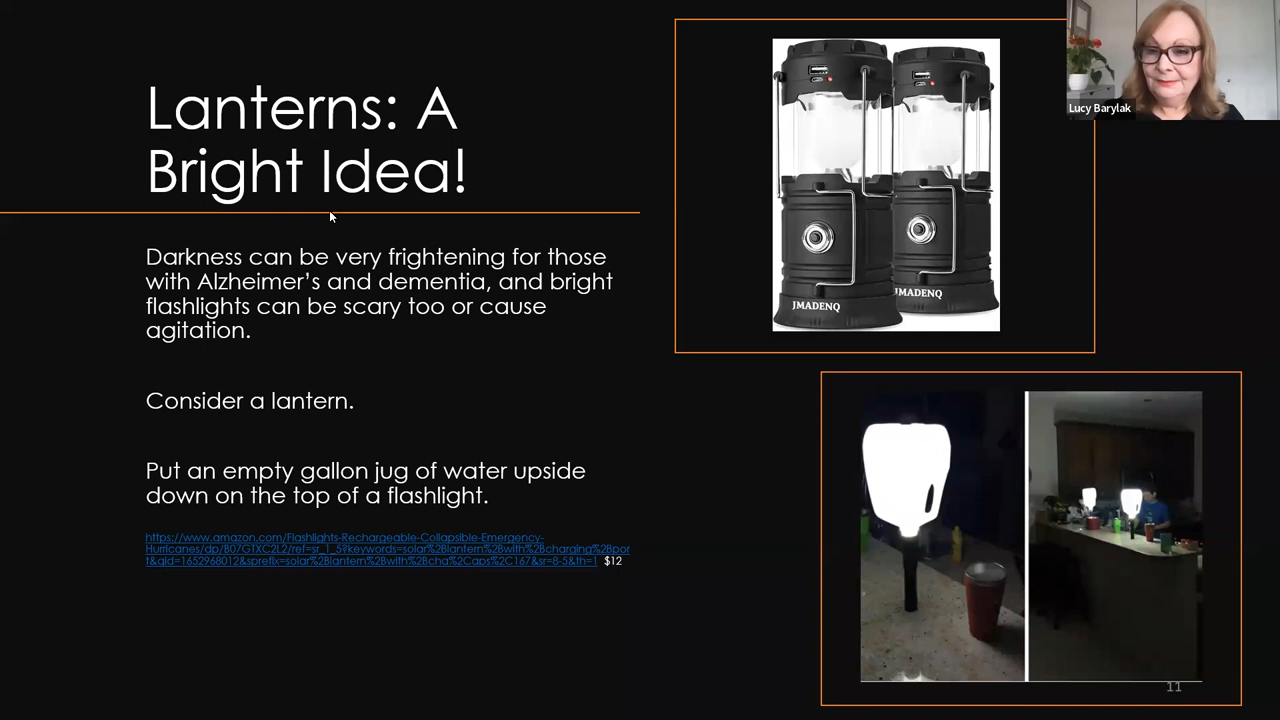 Lanterns: A
Bright Idea!
Darkness can be very frightening for those
with Alzheimer's and dementia, and bright
flashlights can be scary too or cause
agitation.
Consider a lantern.
Put an empty gallon jug of water upside
down on the top of a flashlight.
https://www.amazon.com/Flashlights-Rechargeable-Collapsible-Emergency-
Hurricanes/dp/B07GTXC2L2/ref=sr_1_5?keywords=solar%2Blantern%2Bwith%2Bcharging%2Bpor
t&qid=1652968012&sprefix=solar%2Blantern%2Bwith%2Bcha%2Caps%2C167&sr=8-5&th=1 $12
JMADENQ
JMADENQ
Lucy Barylak
11